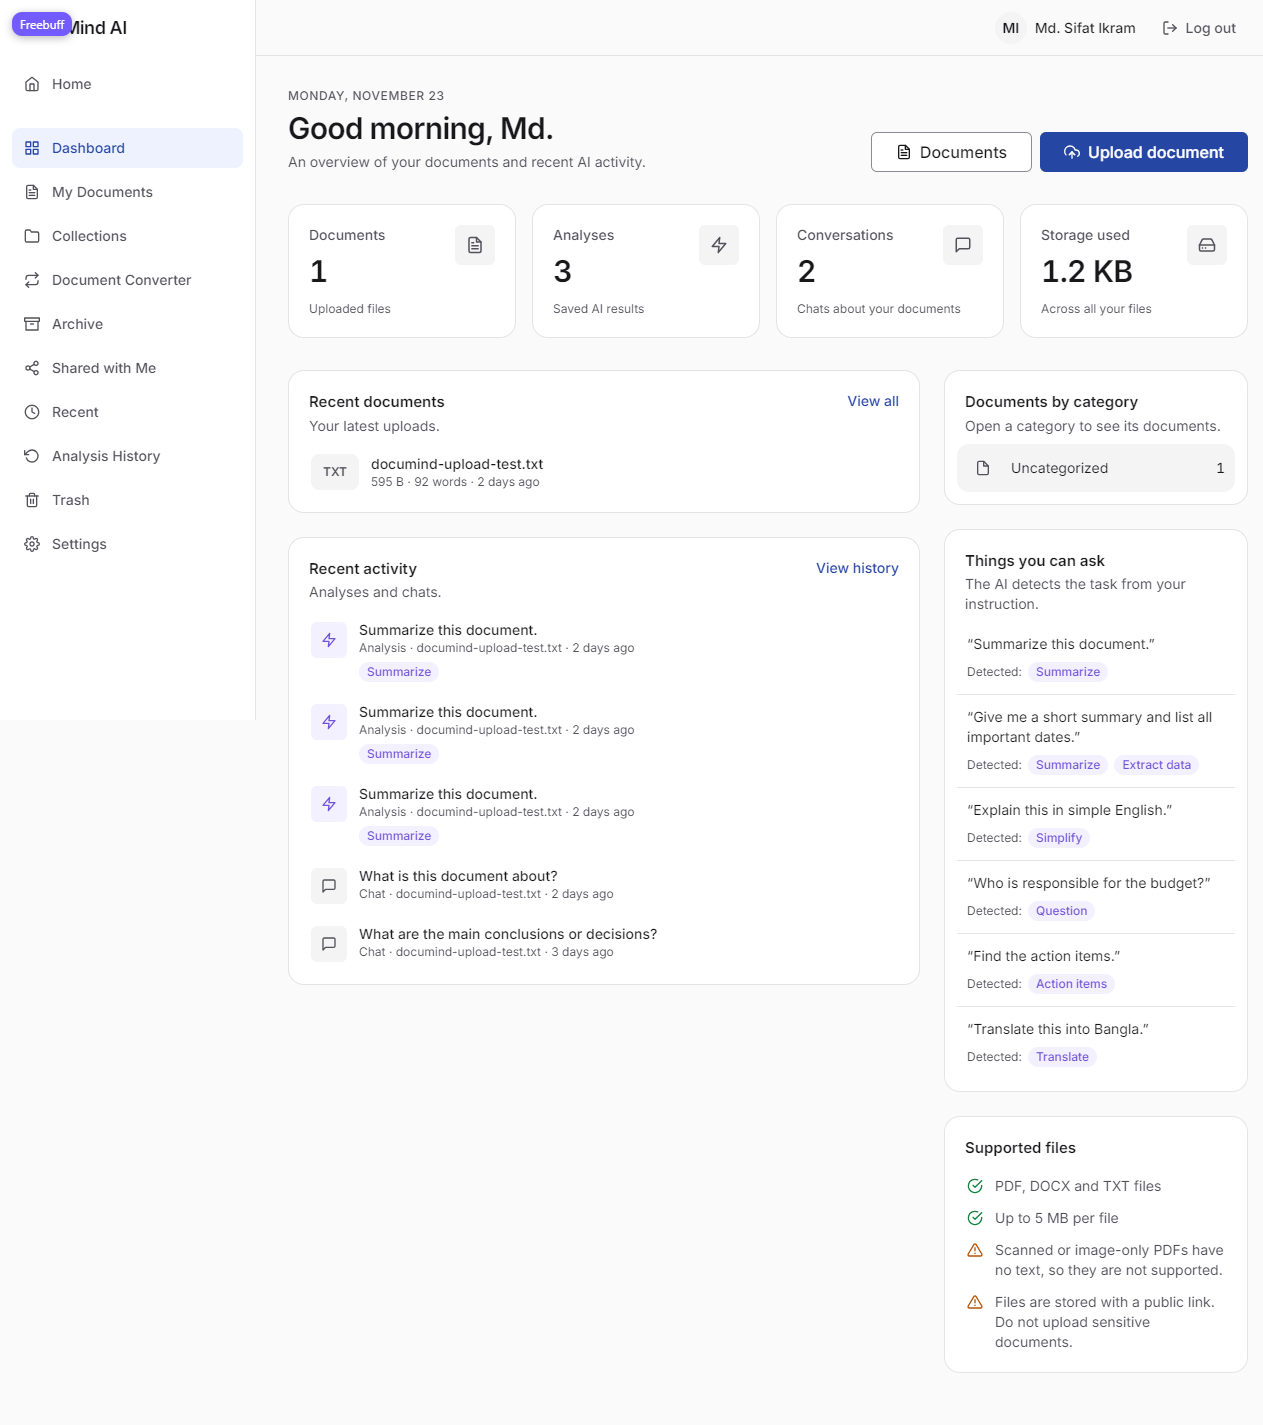 Freebuff
Mind AI
Home
Dashboard
My Documents
Collections
Document Converter
Archive
Shared with Me
Recent
Analysis History
Trash
Settings
MI Md. Sifat Ikram Log out
MONDAY, NOVEMBER 23
Good morning, Md.
An overview of your documents and recent AI activity.
Documents
Upload document
Documents
1
Uploaded files
Analyses
3
Saved AI results
Conversations
2
Chats about your documents
Storage used
1.2 KB
Across all your files
Recent documents
View all
Your latest uploads.
TXT
documind-upload-test.txt
595 B · 92 words · 2 days ago
Recent activity
View history
Analyses and chats.
Summarize this document.
Analysis · documind-upload-test.txt · 2 days ago
Summarize
Summarize this document.
Analysis · documind-upload-test.txt · 2 days ago
Summarize
Summarize this document.
Analysis · documind-upload-test.txt · 2 days ago
Summarize
What is this document about?
Chat · documind-upload-test.txt · 2 days ago
What are the main conclusions or decisions?
Chat · documind-upload-test.txt · 3 days ago
Documents by category
Open a category to see its documents.
Uncategorized 1
Things you can ask
The AI detects the task from your
instruction.
“Summarize this document.”
Detected: Summarize
“Give me a short summary and list all
important dates.”
Detected: Summarize Extract data
“Explain this in simple English.”
Detected: Simplify
“Who is responsible for the budget?”
Detected: Question
“Find the action items.”
Detected: Action items
“Translate this into Bangla.”
Detected: Translate
Supported files
PDF, DOCX and TXT files
Up to 5 MB per file
Scanned or image-only PDFs have
no text, so they are not supported.
Files are stored with a public link.
Do not upload sensitive
documents.